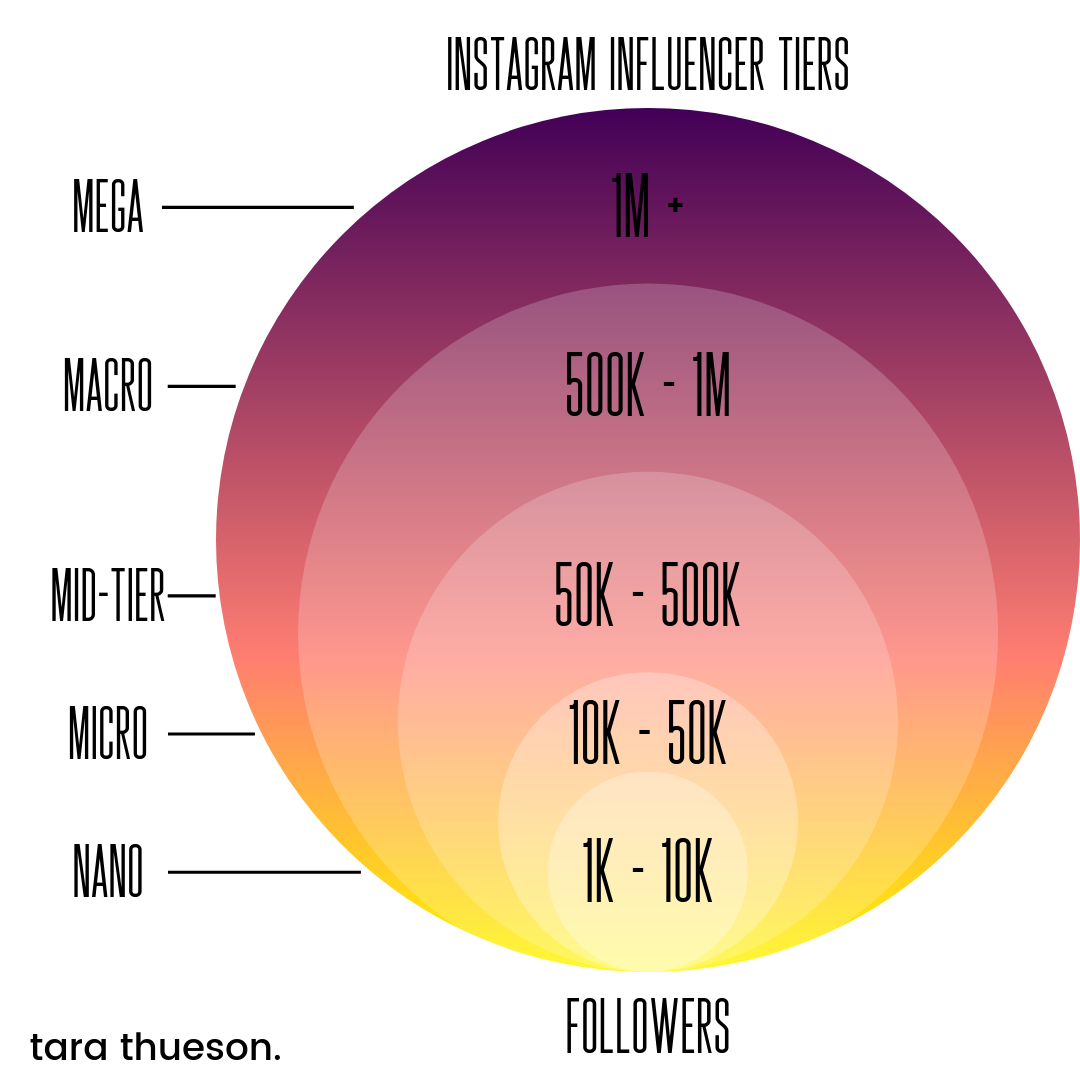 INSTAGRAM INFLUENCER TIERS
MEGA
1M +
MACRO
500K - 1M
MID-TIER
50K - 500K
MICRO
10K - 50K
NANO
1K - 10K
FOLLOWERS
tara thueson.